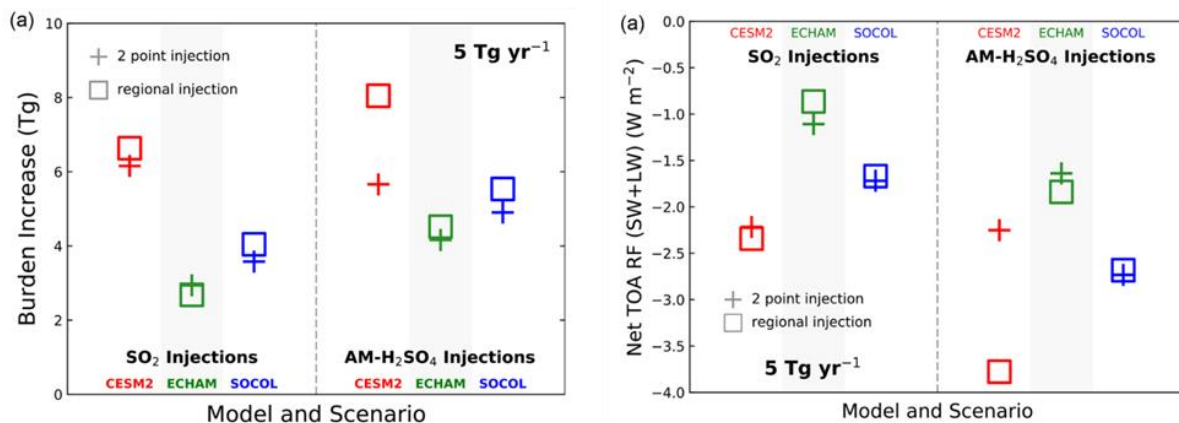 (a)
10
8
6
4
2
0
Burden Increase (Tg)
2 point injection
regional injection
5 Tg yr⁻¹
SO₂ Injections
AM-H₂SO₄ Injections
CESM2 ECHAM SOCOL
CESM2 ECHAM SOCOL
Model and Scenario
(a)
0.0
−0.5
−1.0
−1.5
−2.0
−2.5
−3.0
−3.5
−4.0
Net TOA RF (SW+LW) (W m⁻²)
CESM2 ECHAM SOCOL
SO₂ Injections
CESM2 ECHAM SOCOL
AM-H₂SO₄ Injections
2 point injection
regional injection
5 Tg yr⁻¹
Model and Scenario